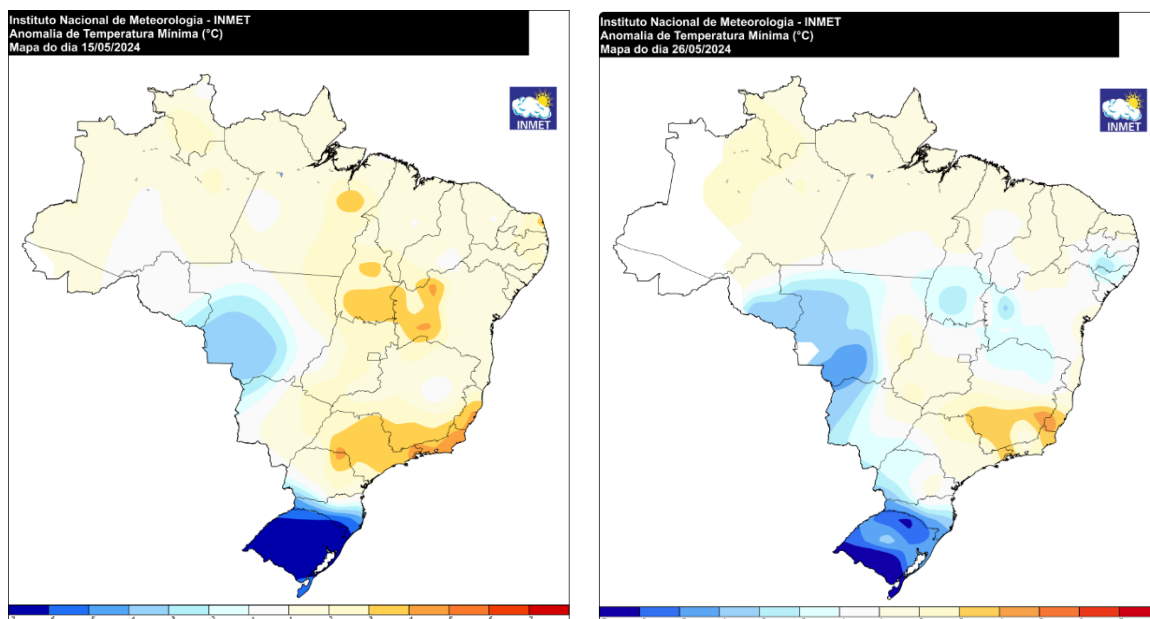 Instituto Nacional de Meteorologia - INMET
Anomalia de Temperatura Mínima (°C)
Mapa do dia 15/05/2024
INMET
Instituto Nacional de Meteorologia - INMET
Anomalia de Temperatura Mínima (°C)
Mapa do dia 26/05/2024
INMET